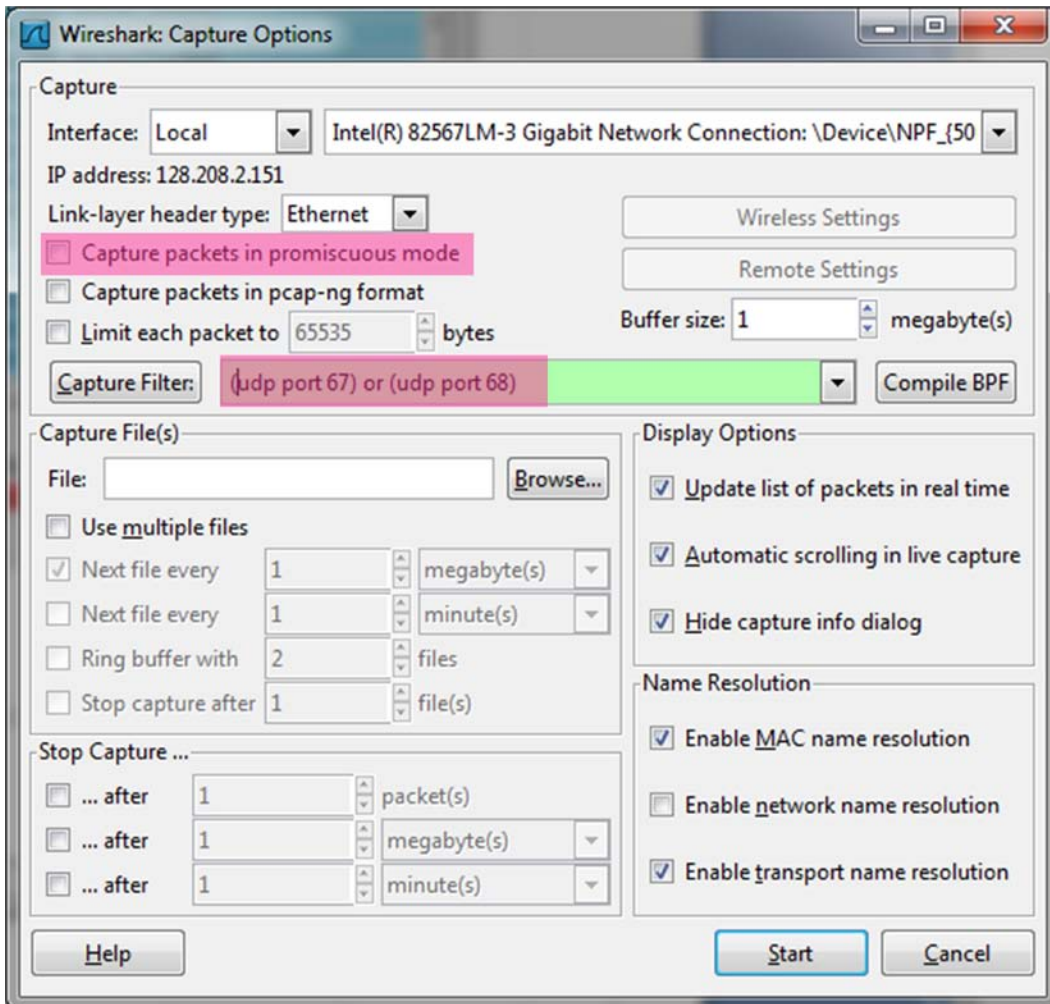 Wireshark: Capture Options
Capture
Interface: Local Intel(R) 82567LM-3 Gigabit Network Connection: \Device\NPF_{50
IP address: 128.208.2.151
Link-layer header type: Ethernet
Wireless Settings
Capture packets in promiscuous mode
Remote Settings
Capture packets in pcap-ng format
Limit each packet to 65535 bytes
Buffer size: 1 megabyte(s)
Capture Filter: (udp port 67) or (udp port 68) Compile BPF
Capture File(s)
File: Browse...
Use multiple files
Next file every 1 megabyte(s)
Next file every 1 minute(s)
Ring buffer with 2 files
Stop capture after 1 file(s)
Stop Capture ...
... after 1 packet(s)
... after 1 megabyte(s)
... after 1 minute(s)
Display Options
Update list of packets in real time
Automatic scrolling in live capture
Hide capture info dialog
Name Resolution
Enable MAC name resolution
Enable network name resolution
Enable transport name resolution
Help Start Cancel